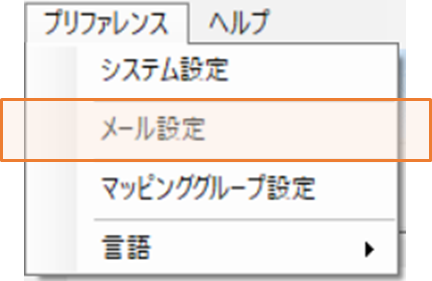 プリファレンス ヘルプ
システム設定
メール設定
マッピンググループ設定
言語